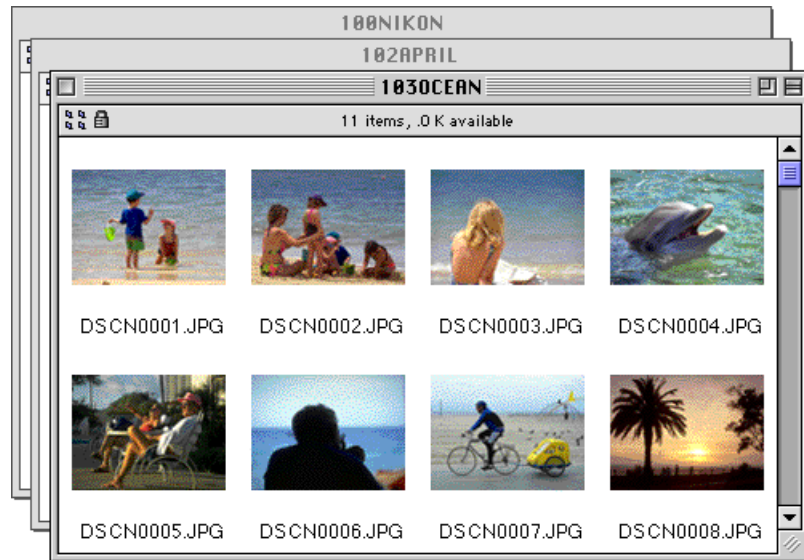 100NIKON
102APRIL
103OCEAN
11 items, .0 K available
DSCN0001.JPG DSCN0002.JPG DSCN0003.JPG DSCN0004.JPG
DSCN0005.JPG DSCN0006.JPG DSCN0007.JPG DSCN0008.JPG